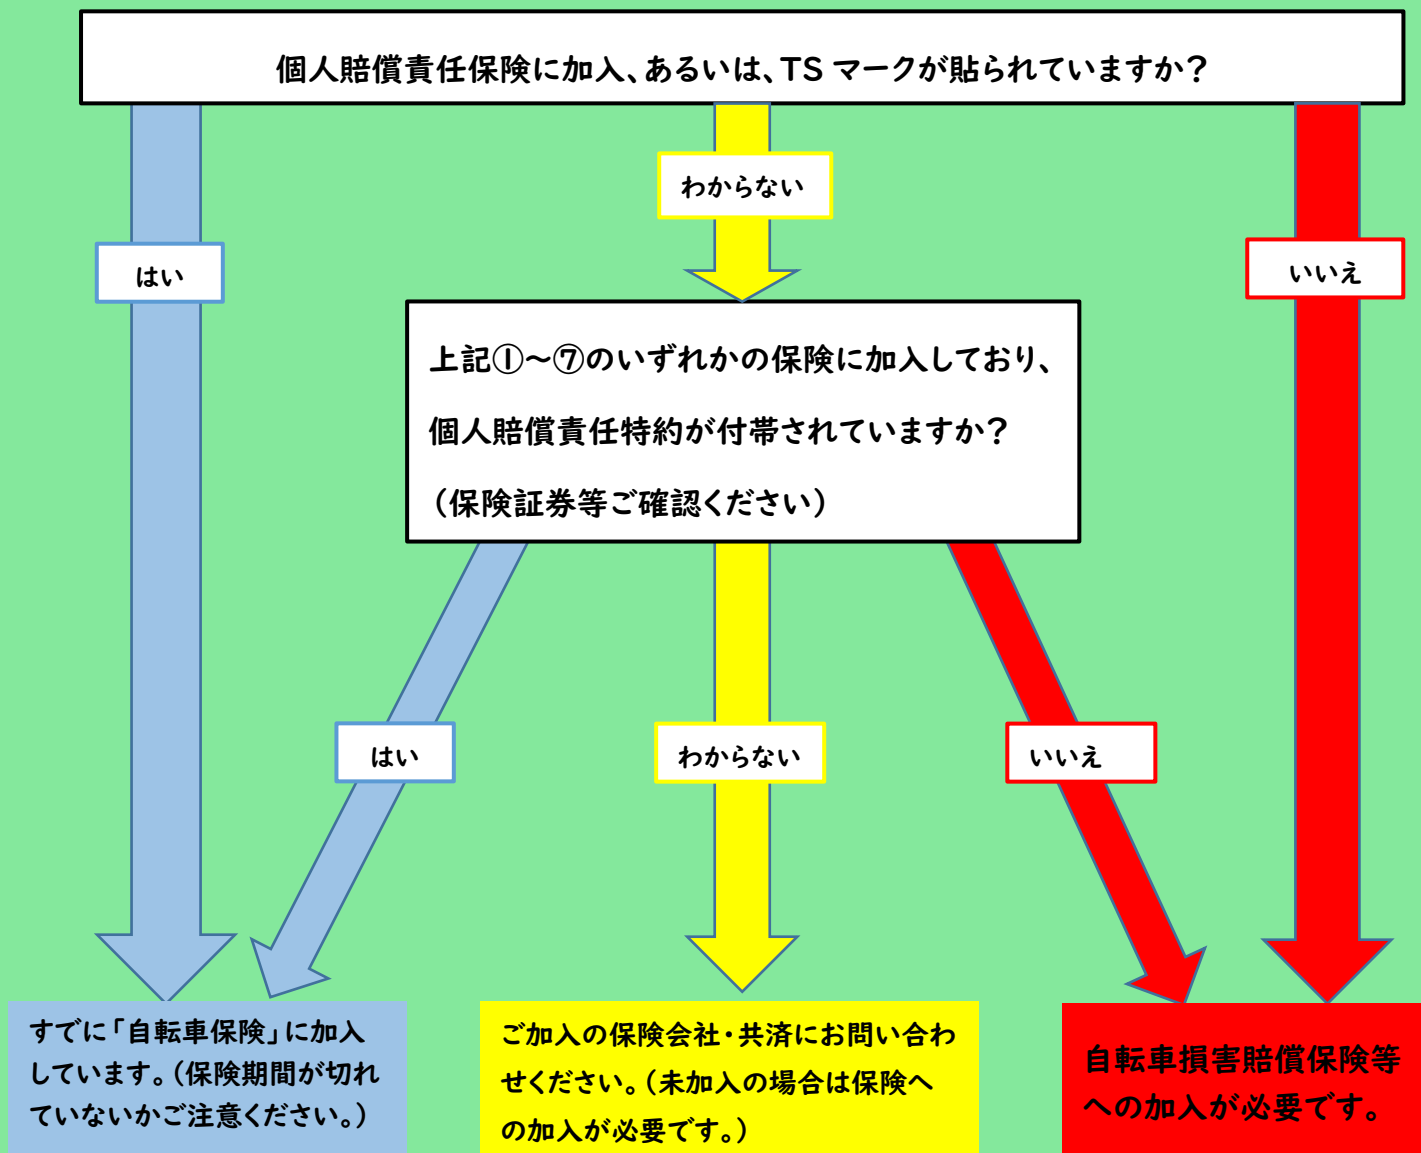 個人賠償責任保険に加入、あるいは、TS マークが貼られていますか?
わからない
はい
いいえ
上記①~⑦のいずれかの保険に加入しており、
個人賠償責任特約が付帯されていますか?
(保険証券等ご確認ください)
はい
わからない
いいえ
すでに「自転車保険」に加入
しています。(保険期間が切れ
ていないかご注意ください。)
ご加入の保険会社・共済にお問い合わ
せください。(未加入の場合は保険へ
の加入が必要です。)
自転車損害賠償保険等
への加入が必要です。